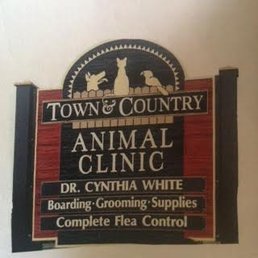 TOWN & COUNTRY
ANIMAL
CLINIC
DR. CYNTHIA WHITE
Boarding·Grooming·Supplies
Complete Flea Control